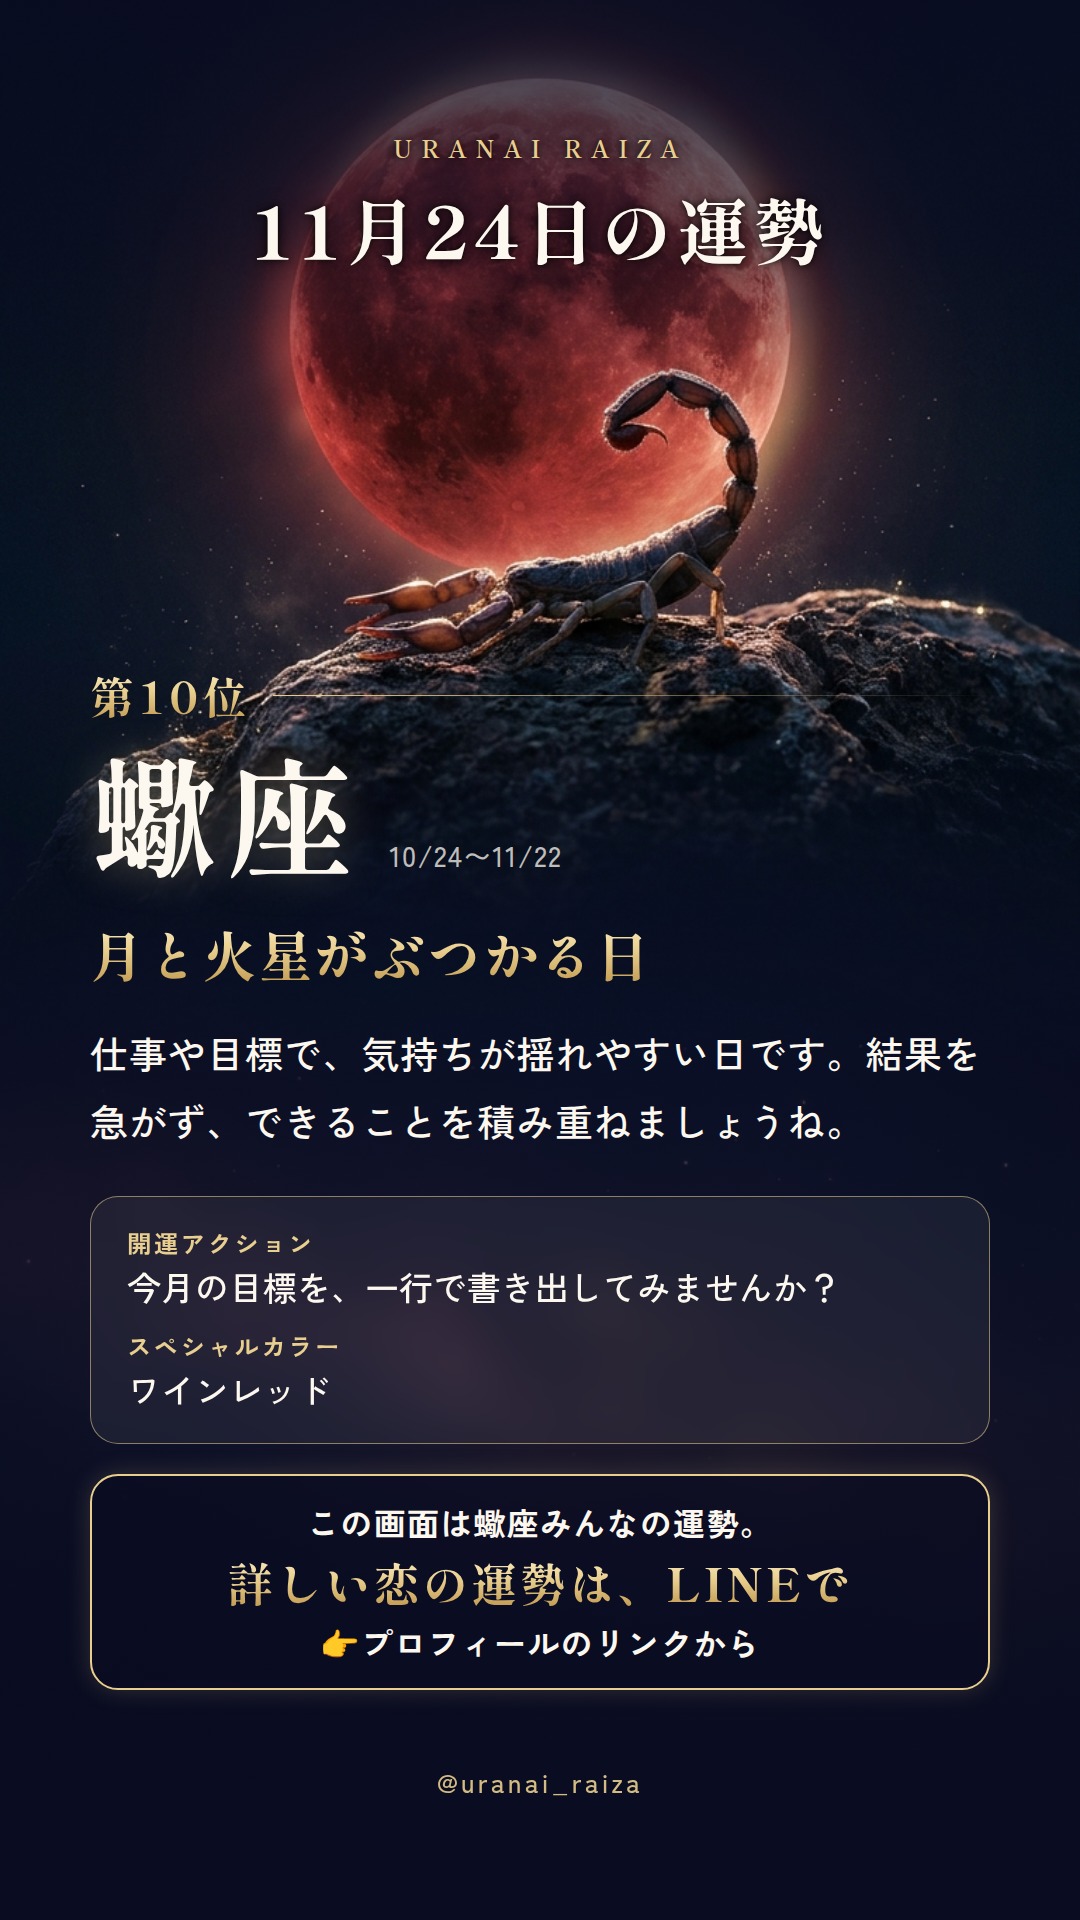 URANAI RAIZA
11月24日の運勢
第10位
蠍座 10/24〜11/22
月と火星がぶつかる日
仕事や目標で、気持ちが揺れやすい日です。結果を
急がず、できることを積み重ねましょうね。
開運アクション
今月の目標を、一行で書き出してみませんか？
スペシャルカラー
ワインレッド
この画面は蠍座みんなの運勢。
詳しい恋の運勢は、LINEで
👉プロフィールのリンクから
@uranai_raiza